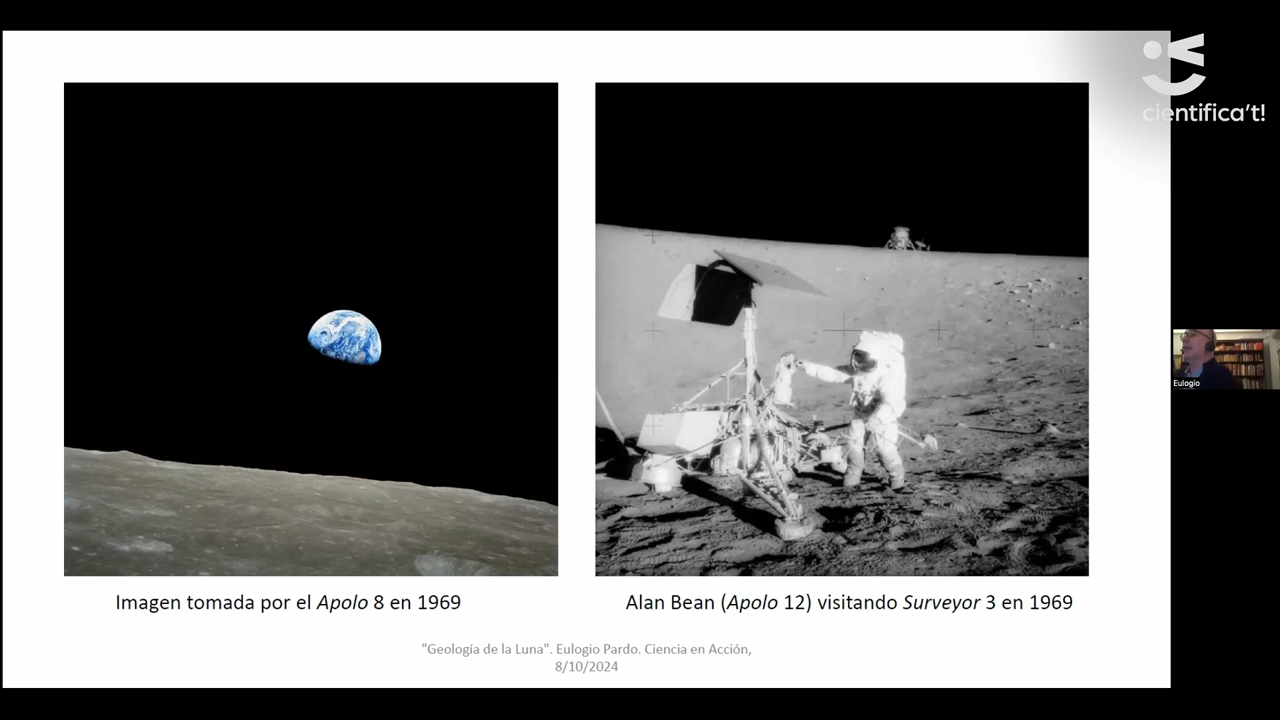 cientifica't!
Eulogio
Imagen tomada por el Apolo 8 en 1969
Alan Bean (Apolo 12) visitando Surveyor 3 en 1969
"Geología de la Luna". Eulogio Pardo. Ciencia en Acción,
8/10/2024